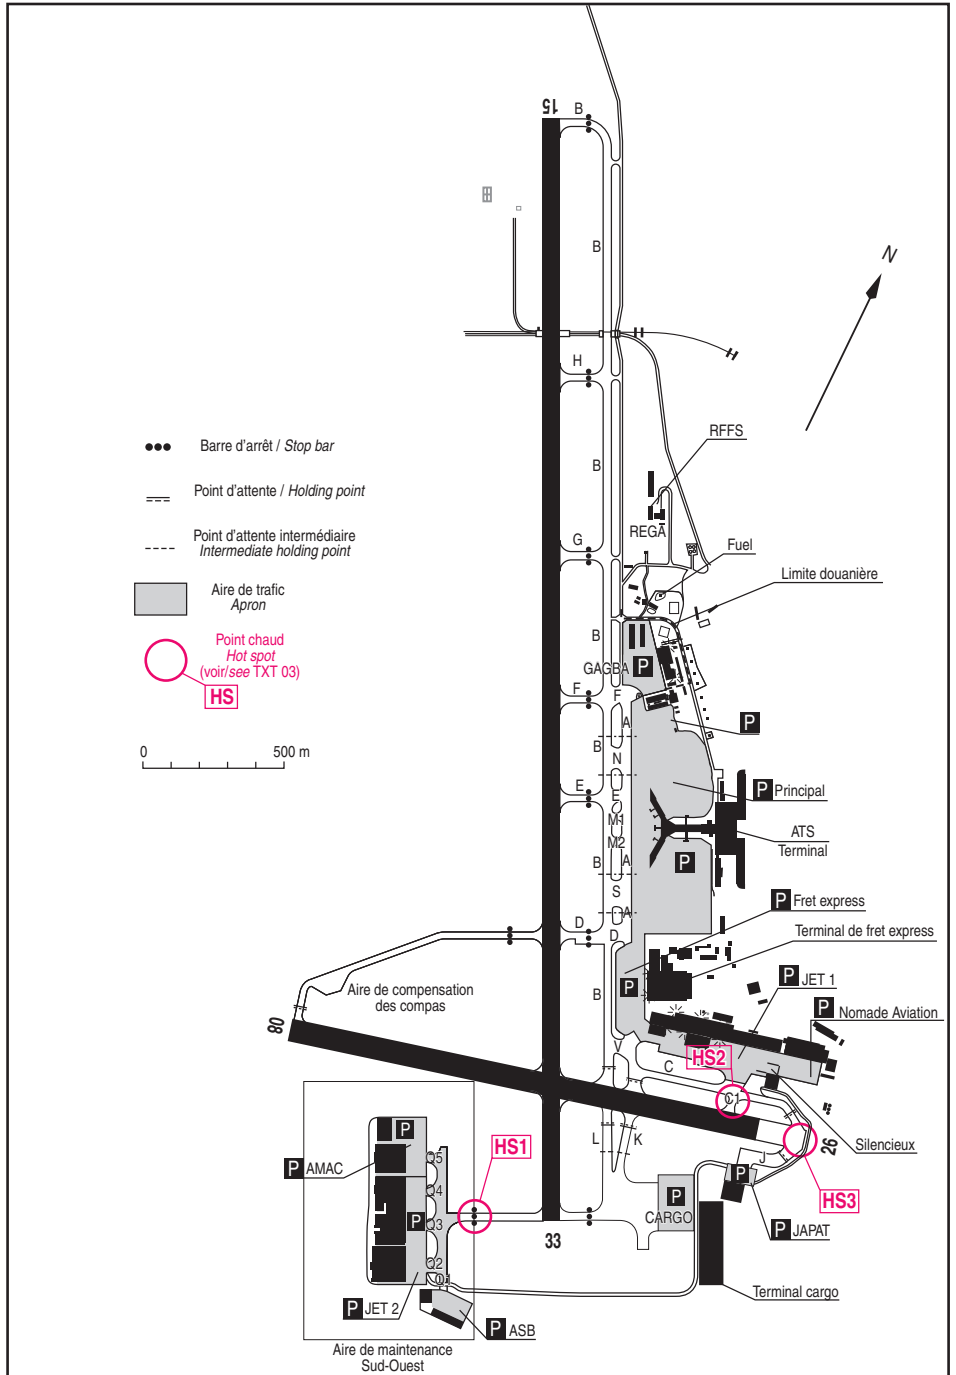 15
B
N
B
H
RFFS
B
REGA
G
Fuel
Limite douanière
Barre d'arrêt / Stop bar
Point d'attente / Holding point
Point d'attente intermédiaire
Intermediate holding point
Aire de trafic
Apron
Point chaud
Hot spot
(voir/see TXT 03)
HS
0 500 m
B
GAGBA P
F
F
P
A
B
N
P Principal
E
E
M1
M2
ATS
Terminal
B
A
P
S
P Fret express
A
D
D
Terminal de fret express
P JET 1
P
B
P Nomade Aviation
Aire de compensation
des compas
08
V
HS2
C
C1
Silencieux
26
HS3
L
K
J
P
P
HS1
P AMAC
Q5
Q4
P
Q3
Q2
Q1
P
CARGO
33
P JAPAT
P JET 2
P ASB
Terminal cargo
Aire de maintenance
Sud-Ouest